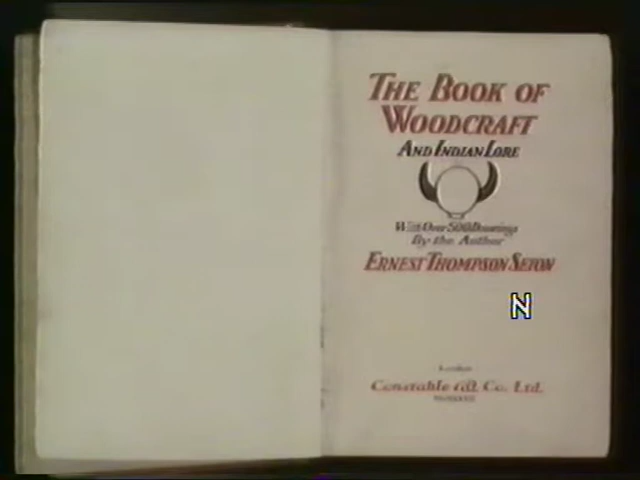 THE BOOK OF
WOODCRAFT
AND INDIAN LORE
With Over 500 Drawings
By the Author
ERNEST THOMPSON SETON
N
London
Constable & Co. Ltd.